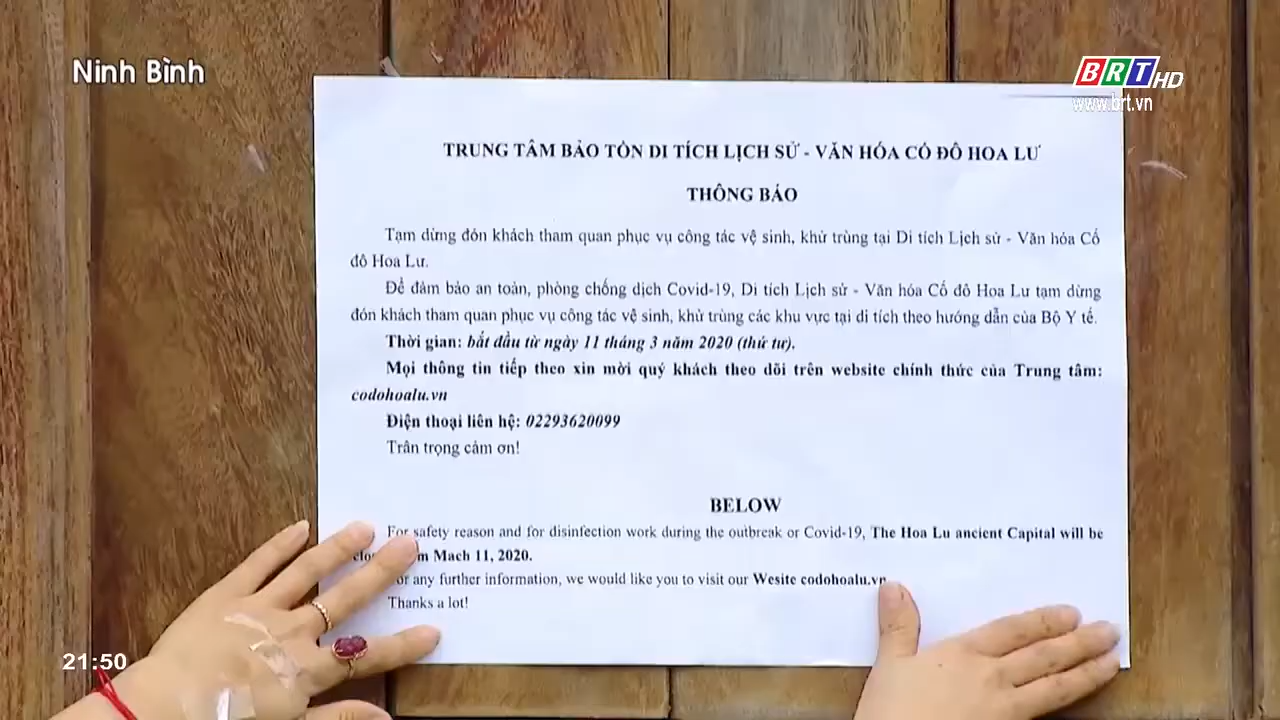 Ninh Bình
BRT HD
www.brt.vn
TRUNG TÂM BẢO TỒN DI TÍCH LỊCH SỬ - VĂN HÓA CỐ ĐÔ HOA LƯ
THÔNG BÁO
Tạm dừng đón khách tham quan phục vụ công tác vệ sinh, khử trùng tại Di tích Lịch sử - Văn hóa Cố
đô Hoa Lư.
Để đảm bảo an toàn, phòng chống dịch Covid-19, Di tích Lịch sử - Văn hóa Cố đô Hoa Lư tạm dừng
đón khách tham quan phục vụ công tác vệ sinh, khử trùng các khu vực tại di tích theo hướng dẫn của Bộ Y tế.
Thời gian: bắt đầu từ ngày 11 tháng 3 năm 2020 (thứ tư).
Mọi thông tin tiếp theo xin mời quý khách theo dõi trên website chính thức của Trung tâm:
codohoalu.vn
Điện thoại liên hệ: 02293620099
Trân trọng cảm ơn!
BELOW
For safety reason and for disinfection work during the outbreak or Covid-19, The Hoa Lu ancient Capital will be
Mach 11, 2020.
any further information, we would like you to visit our Wesite codohoalu.vn
Thanks a lot!
21:50